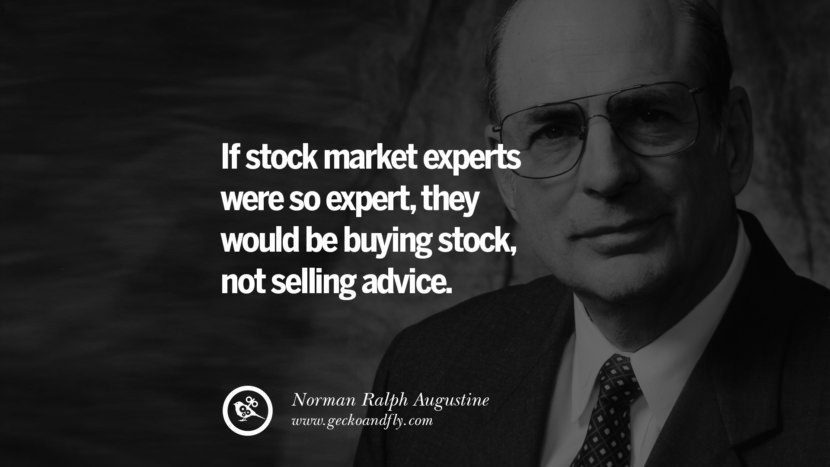 If stock market experts
were so expert, they
would be buying stock,
not selling advice.
Norman Ralph Augustine
www.geckoandfly.com